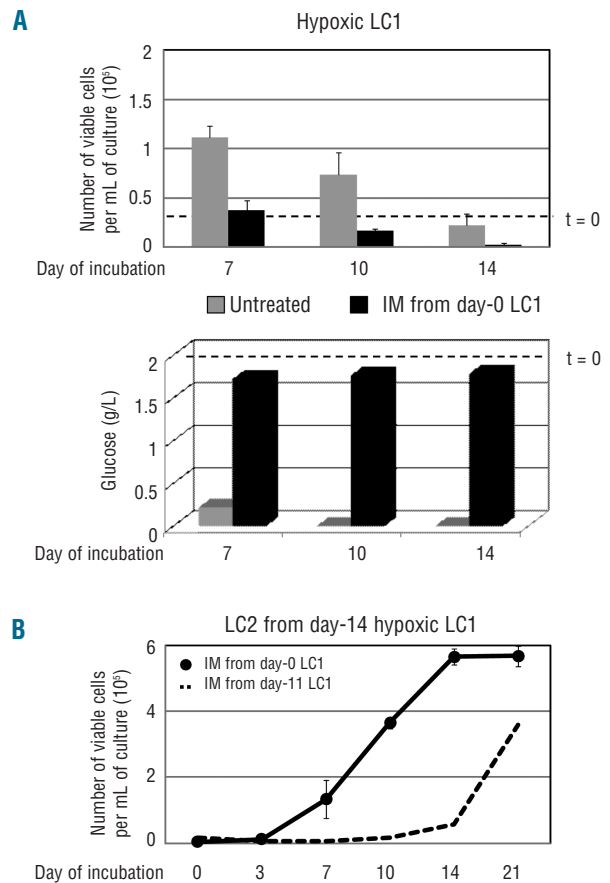 A
Hypoxic LC1
Number of viable cells
per mL of culture (10⁵)
2
1.5
1
0.5
0
t = 0
Day of incubation 7 10 14
Untreated IM from day-0 LC1
Glucose (g/L)
2
1.5
1
0.5
0
t = 0
Day of incubation 7 10 14
B
LC2 from day-14 hypoxic LC1
Number of viable cells
per mL of culture (10⁵)
6
4
2
0
IM from day-0 LC1
IM from day-11 LC1
Day of incubation 0 3 7 10 14 21